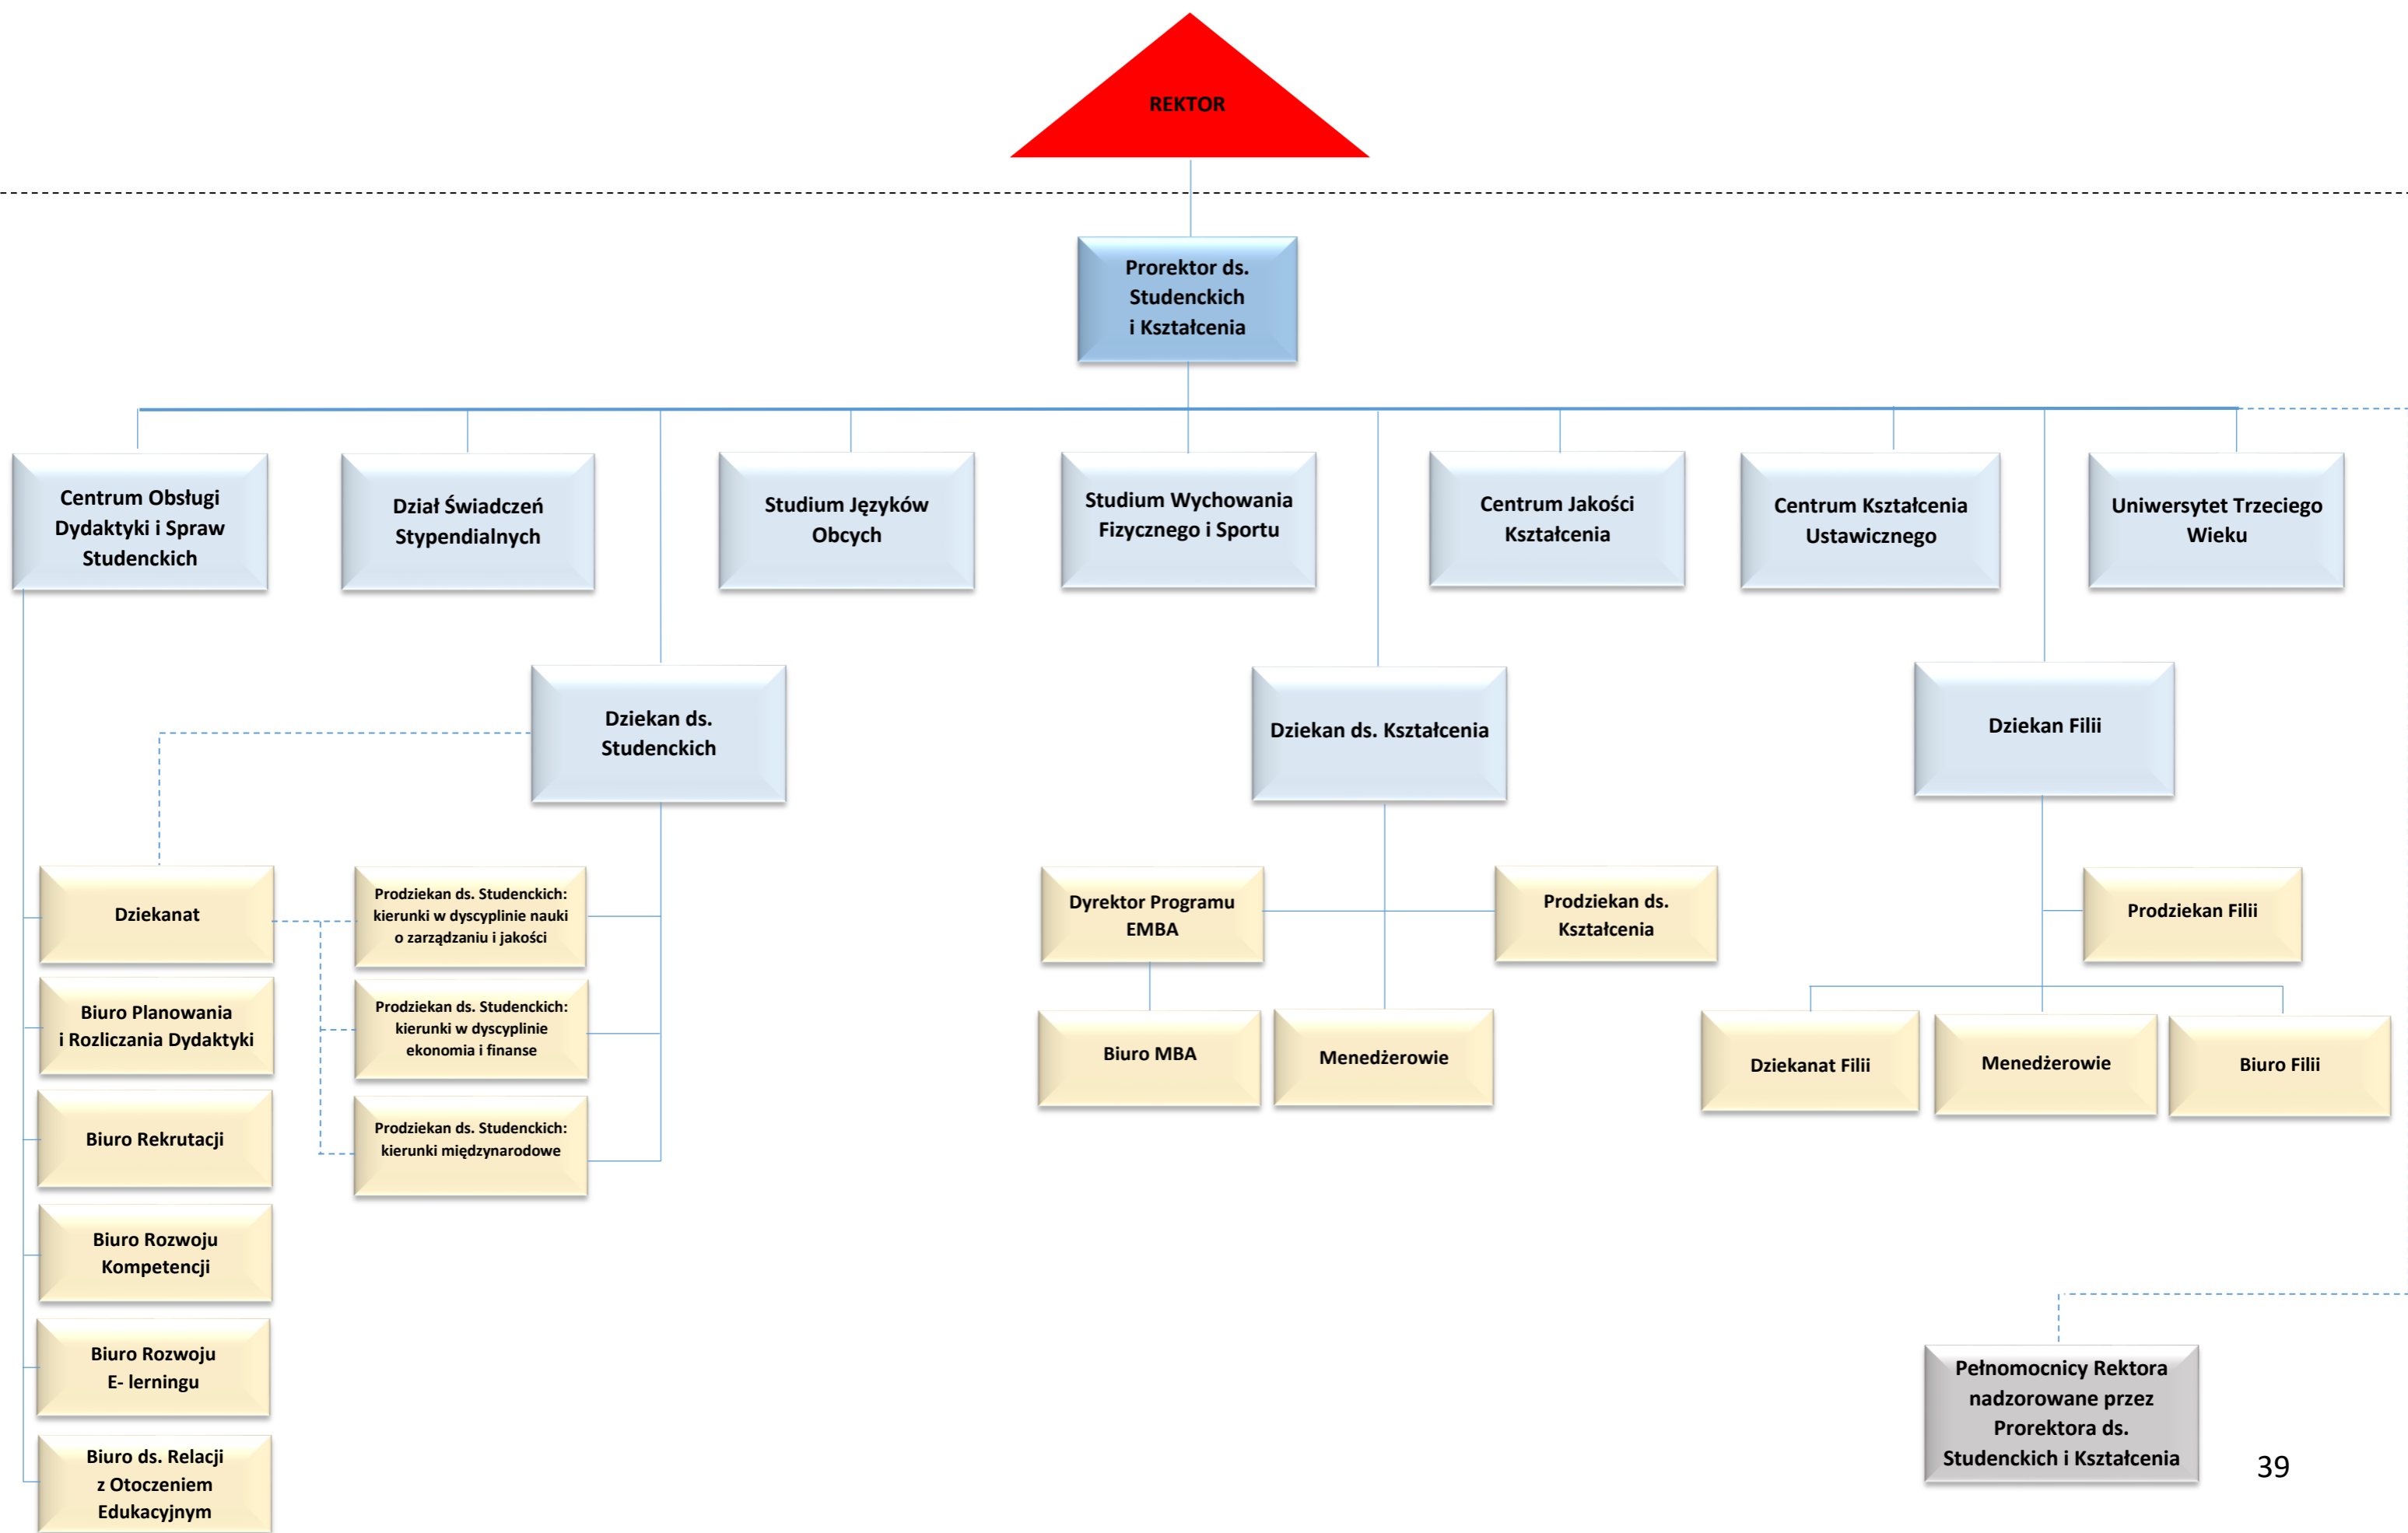 REKTOR
Prorektor ds.
Studenckich
i Kształcenia
Centrum Obsługi
Dydaktyki i Spraw
Studenckich
Dział Świadczeń
Stypendialnych
Studium Języków
Obcych
Studium Wychowania
Fizycznego i Sportu
Centrum Jakości
Kształcenia
Centrum Kształcenia
Ustawicznego
Uniwersytet Trzeciego
Wieku
Dziekan ds.
Studenckich
Dziekan ds. Kształcenia
Dziekan Filii
Dziekanat
Prodziekan ds. Studenckich:
kierunki w dyscyplinie nauki
o zarządzaniu i jakości
Dyrektor Programu
EMBA
Prodziekan ds.
Kształcenia
Prodziekan Filii
Biuro Planowania
i Rozliczania Dydaktyki
Prodziekan ds. Studenckich:
kierunki w dyscyplinie
ekonomia i finanse
Biuro MBA
Menedżerowie
Dziekanat Filii
Menedżerowie
Biuro Filii
Biuro Rekrutacji
Prodziekan ds. Studenckich:
kierunki międzynarodowe
Biuro Rozwoju
Kompetencji
Biuro Rozwoju
E- lerningu
Biuro ds. Relacji
z Otoczeniem
Edukacyjnym
Pełnomocnicy Rektora
nadzorowane przez
Prorektora ds.
Studenckich i Kształcenia
39